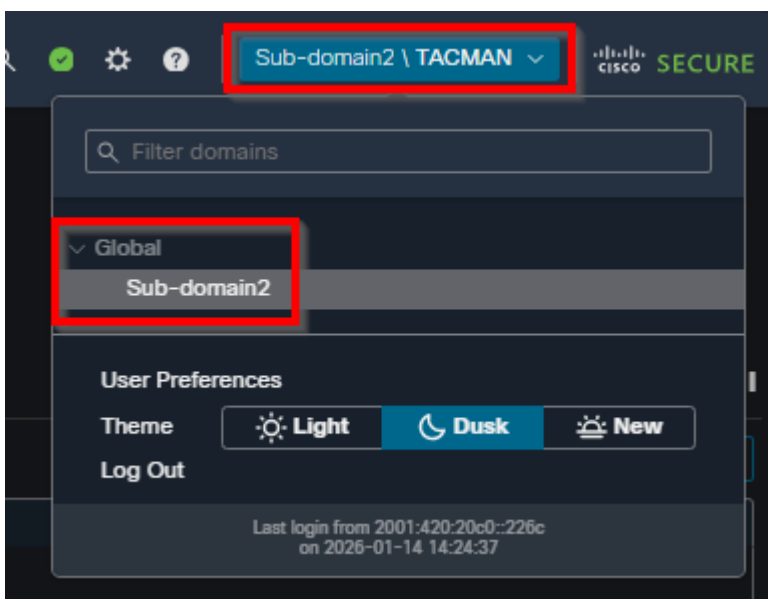 Sub-domain2 \ TACMAN
cisco SECURE
Filter domains
Global
Sub-domain2
User Preferences
Theme Light Dusk New
Log Out
Last login from 2001:420:20c0::226c
on 2026-01-14 14:24:37